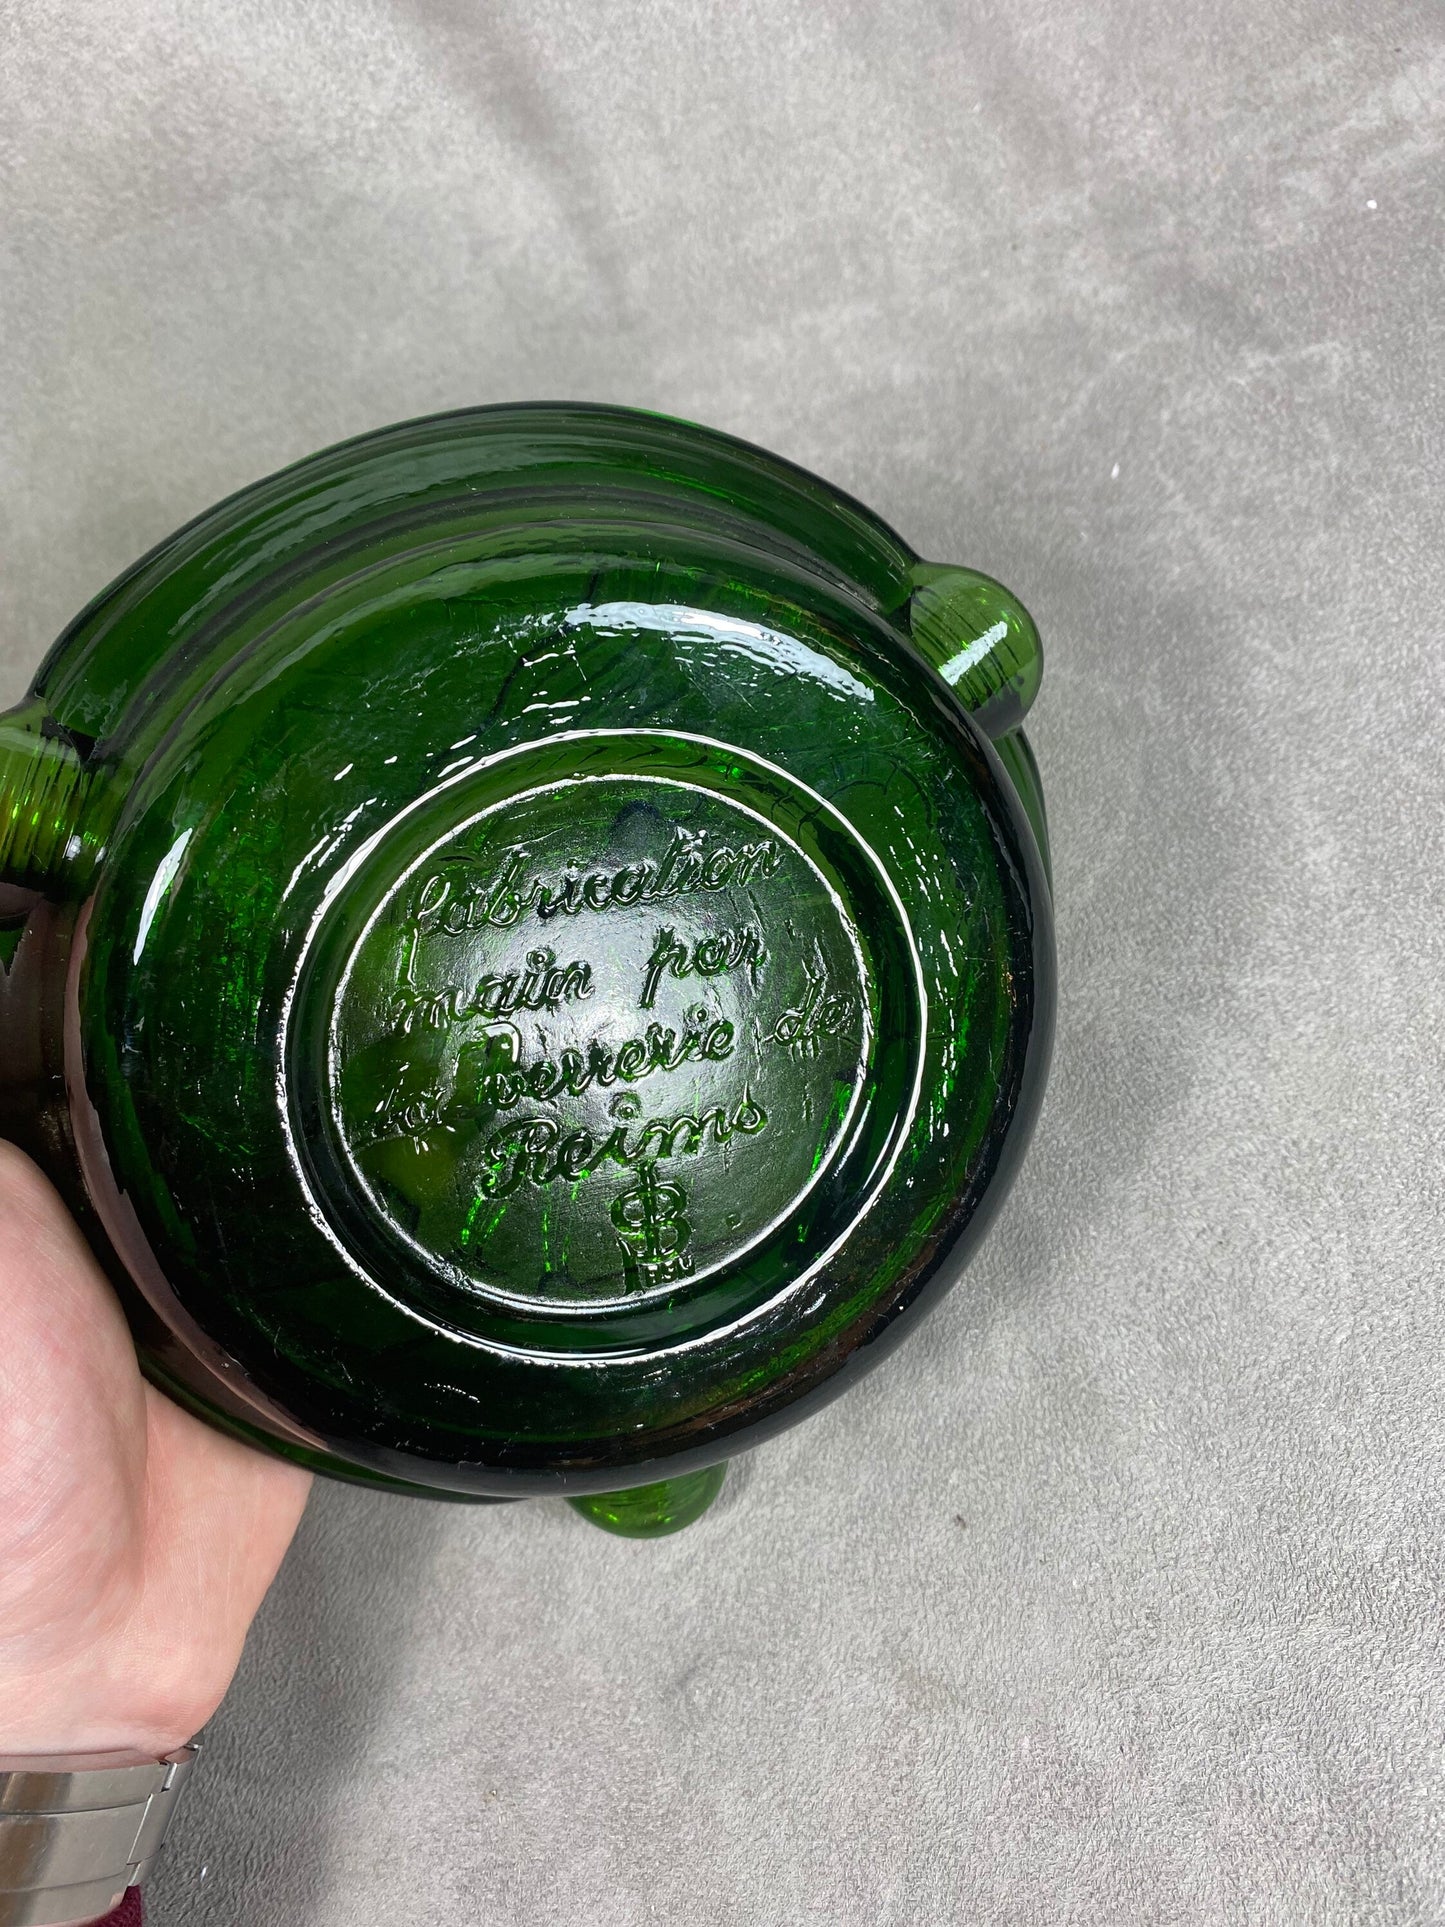 Fabrication
main par
la Verrerie de
Reims